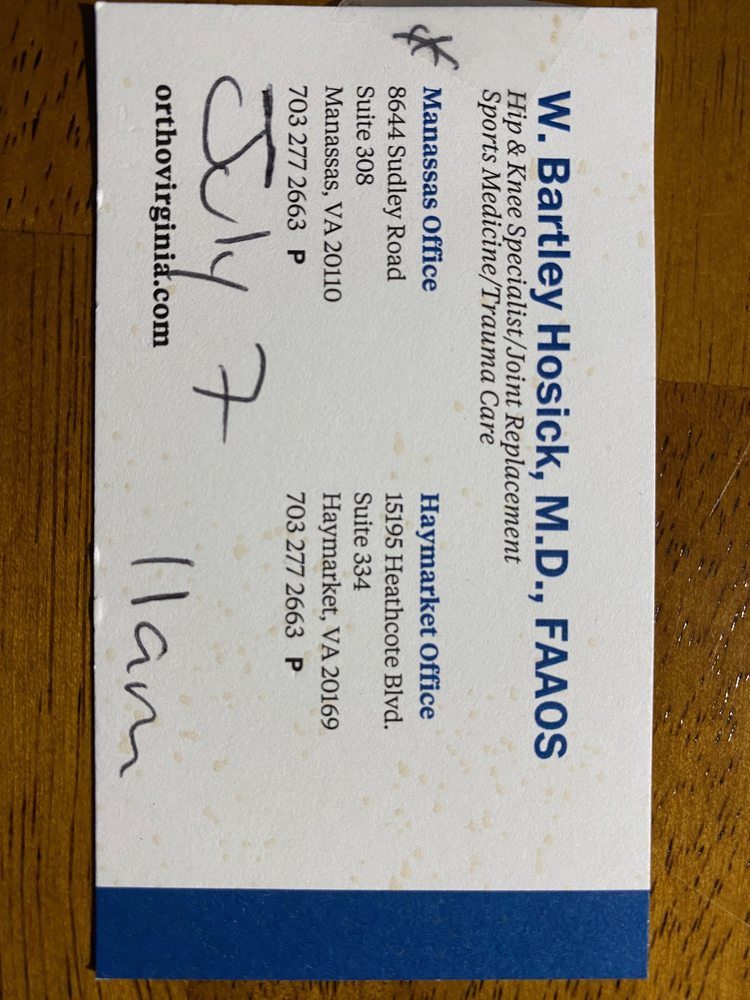 W. Bartley Hosick, M.D., FAAOS
Hip & Knee Specialist/Joint Replacement
Sports Medicine/Trauma Care
*
Manassas Office
8644 Sudley Road
Suite 308
Manassas, VA 20110
703 277 2663 P
Haymarket Office
15195 Heathcote Blvd.
Suite 334
Haymarket, VA 20169
703 277 2663 P
July 7 11am
orthovirginia.com